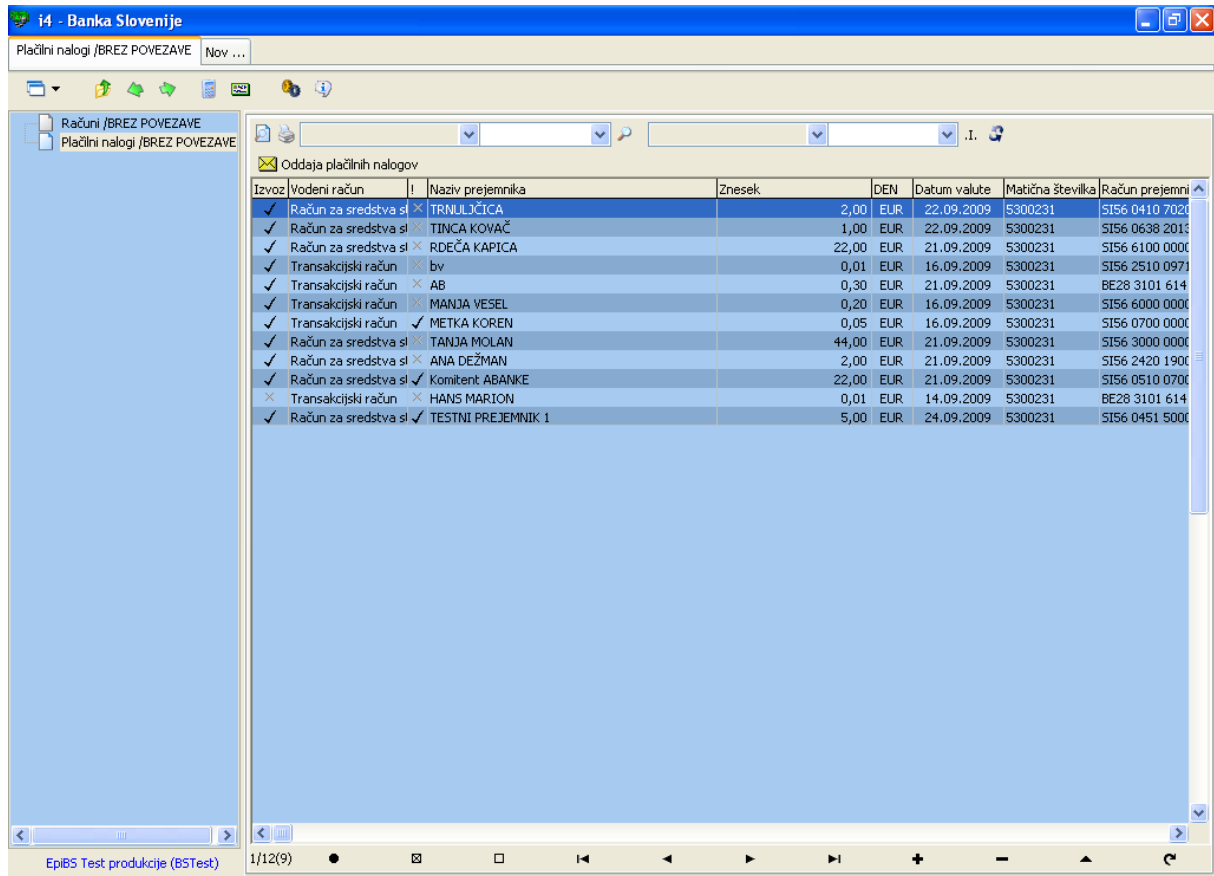 i4 - Banka Slovenije
Plačilni nalogi /BREZ POVEZAVE Nov ...
Računi /BREZ POVEZAVE
Plačilni nalogi /BREZ POVEZAVE
.I.
Oddaja plačilnih nalogov
Izvoz Vodeni račun ! Naziv prejemnika Znesek DEN Datum valute Matična številka Račun prejemni
Račun za sredstva sl TRNULJČICA 2,00 EUR 22.09.2009 5300231 SI56 0410 7020
Račun za sredstva sl TINCA KOVAČ 1,00 EUR 22.09.2009 5300231 SI56 0638 2013
Račun za sredstva sl RDEČA KAPICA 22,00 EUR 21.09.2009 5300231 SI56 6100 0000
Transakcijski račun bv 0,01 EUR 16.09.2009 5300231 SI56 2510 0971
Transakcijski račun AB 0,30 EUR 21.09.2009 5300231 BE28 3101 614
Transakcijski račun MANJA VESEL 0,20 EUR 16.09.2009 5300231 SI56 6000 0000
Transakcijski račun METKA KOREN 0,05 EUR 16.09.2009 5300231 SI56 0700 0000
Račun za sredstva sl TANJA MOLAN 44,00 EUR 21.09.2009 5300231 SI56 3000 0000
Račun za sredstva sl ANA DEŽMAN 2,00 EUR 21.09.2009 5300231 SI56 2420 1900
Račun za sredstva sl Komitent ABANKE 22,00 EUR 21.09.2009 5300231 SI56 0510 0700
Transakcijski račun HANS MARION 0,01 EUR 14.09.2009 5300231 BE28 3101 614
Račun za sredstva sl TESTNI PREJEMNIK 1 5,00 EUR 24.09.2009 5300231 SI56 0451 5000
EpiBS Test produkcije (BSTest)
1/12(9)